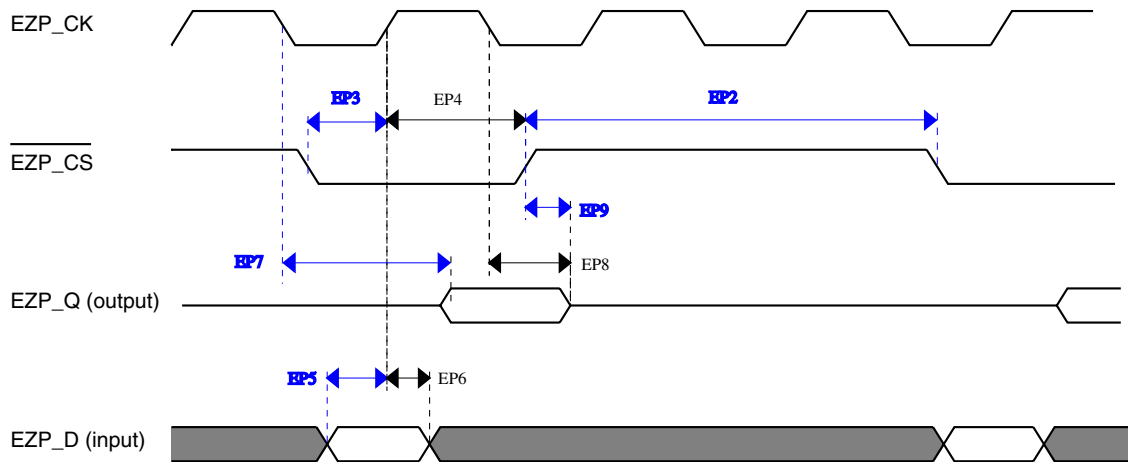 EZP_CK
EP3
EP4
EP2
EZP_CS
EP9
EP7
EP8
EZP_Q (output)
EP5
EP6
EZP_D (input)